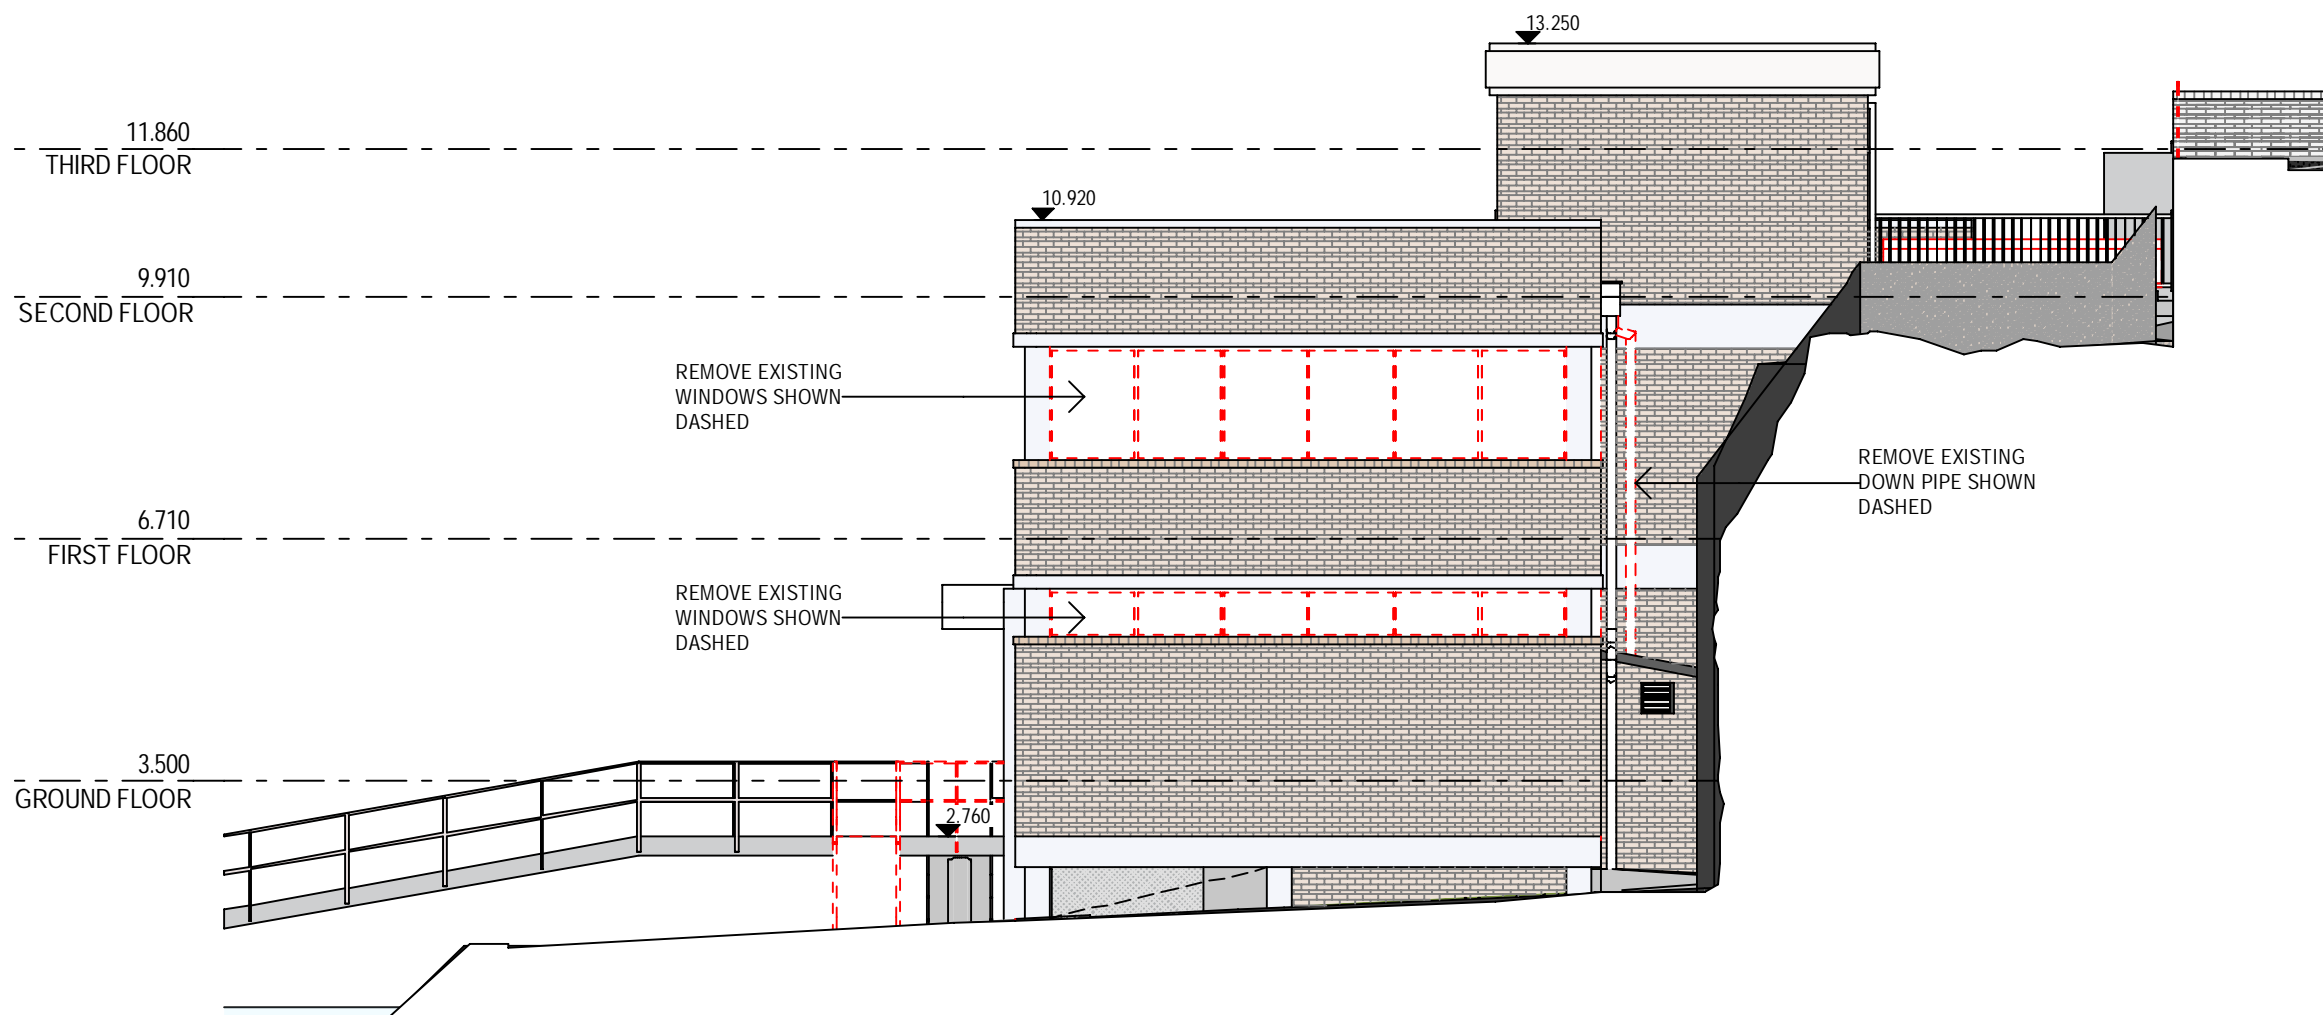 13.250
11.860
THIRD FLOOR
10.920
9.910
SECOND FLOOR
REMOVE EXISTING
WINDOWS SHOWN
DASHED
REMOVE EXISTING
DOWN PIPE SHOWN
DASHED
6.710
FIRST FLOOR
REMOVE EXISTING
WINDOWS SHOWN
DASHED
3.500
GROUND FLOOR
2.760